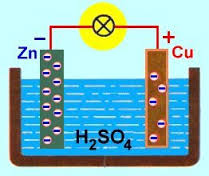 − +
Zn Cu
H₂SO₄